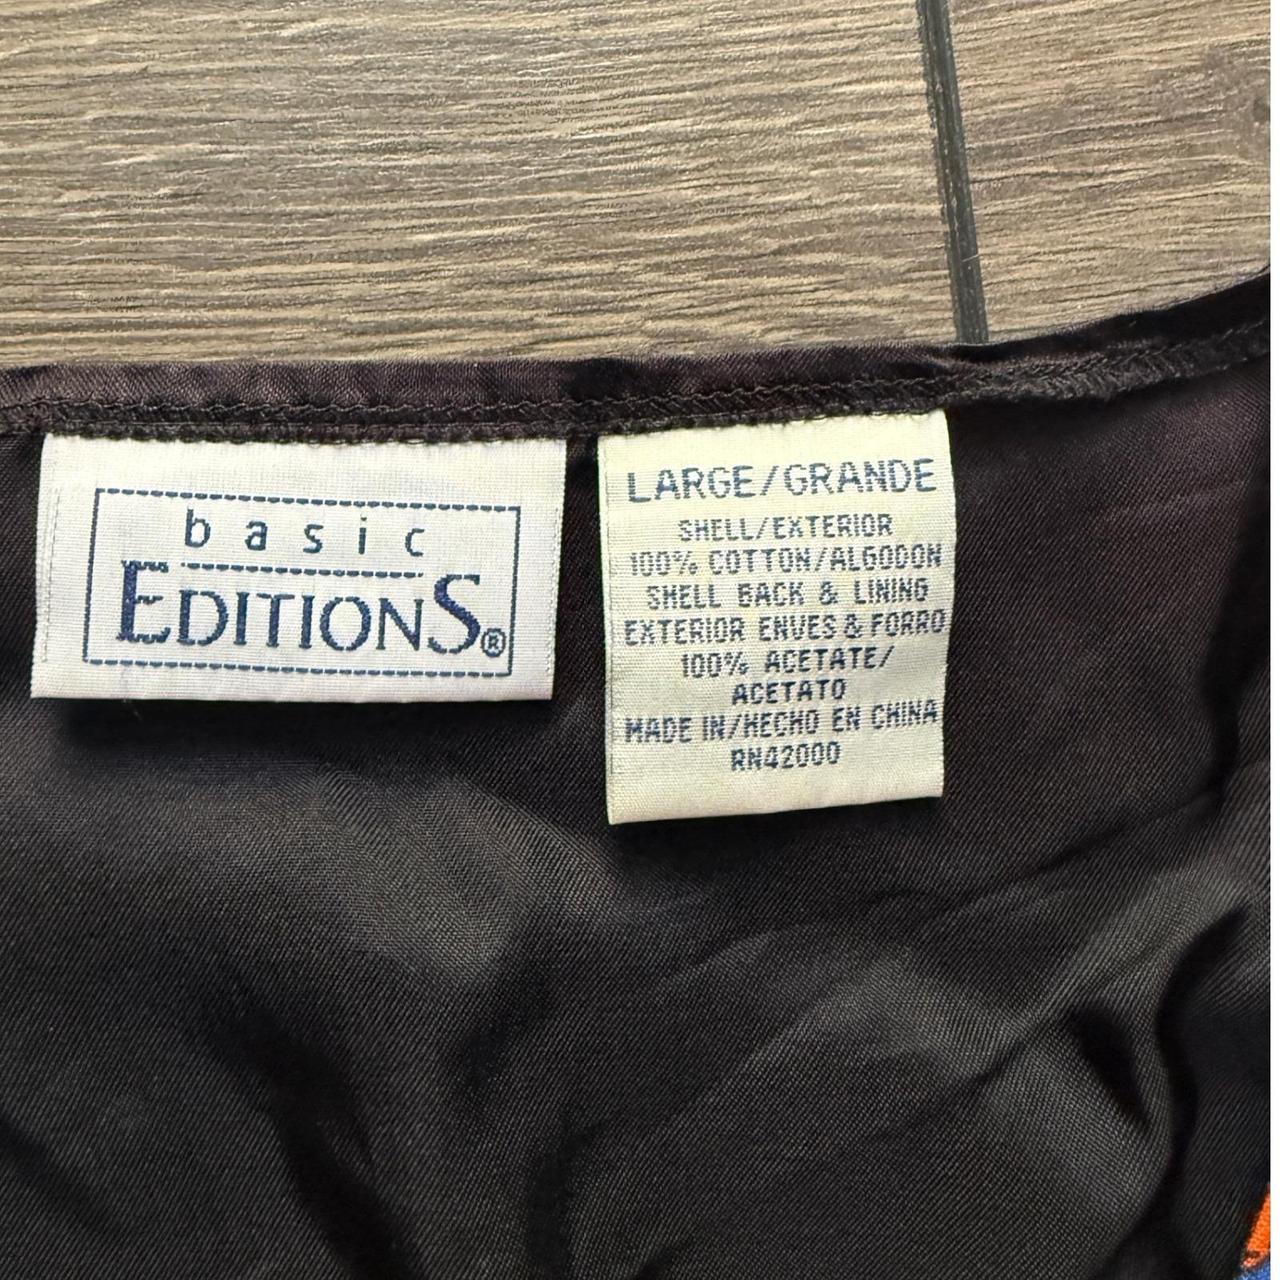 basic
EDITIONS®
LARGE/GRANDE
SHELL/EXTERIOR
100% COTTON/ALGODON
SHELL BACK & LINING
EXTERIOR ENVES & FORRO
100% ACETATE/
ACETATO
MADE IN/HECHO EN CHINA
RN42000